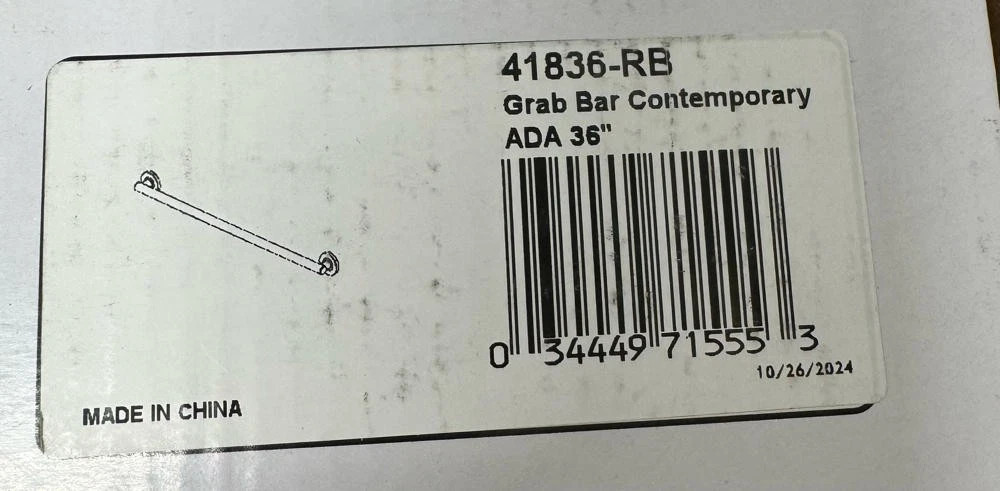 41836-RB
Grab Bar Contemporary
ADA 36"
0 34449 71555 3
10/26/2024
MADE IN CHINA